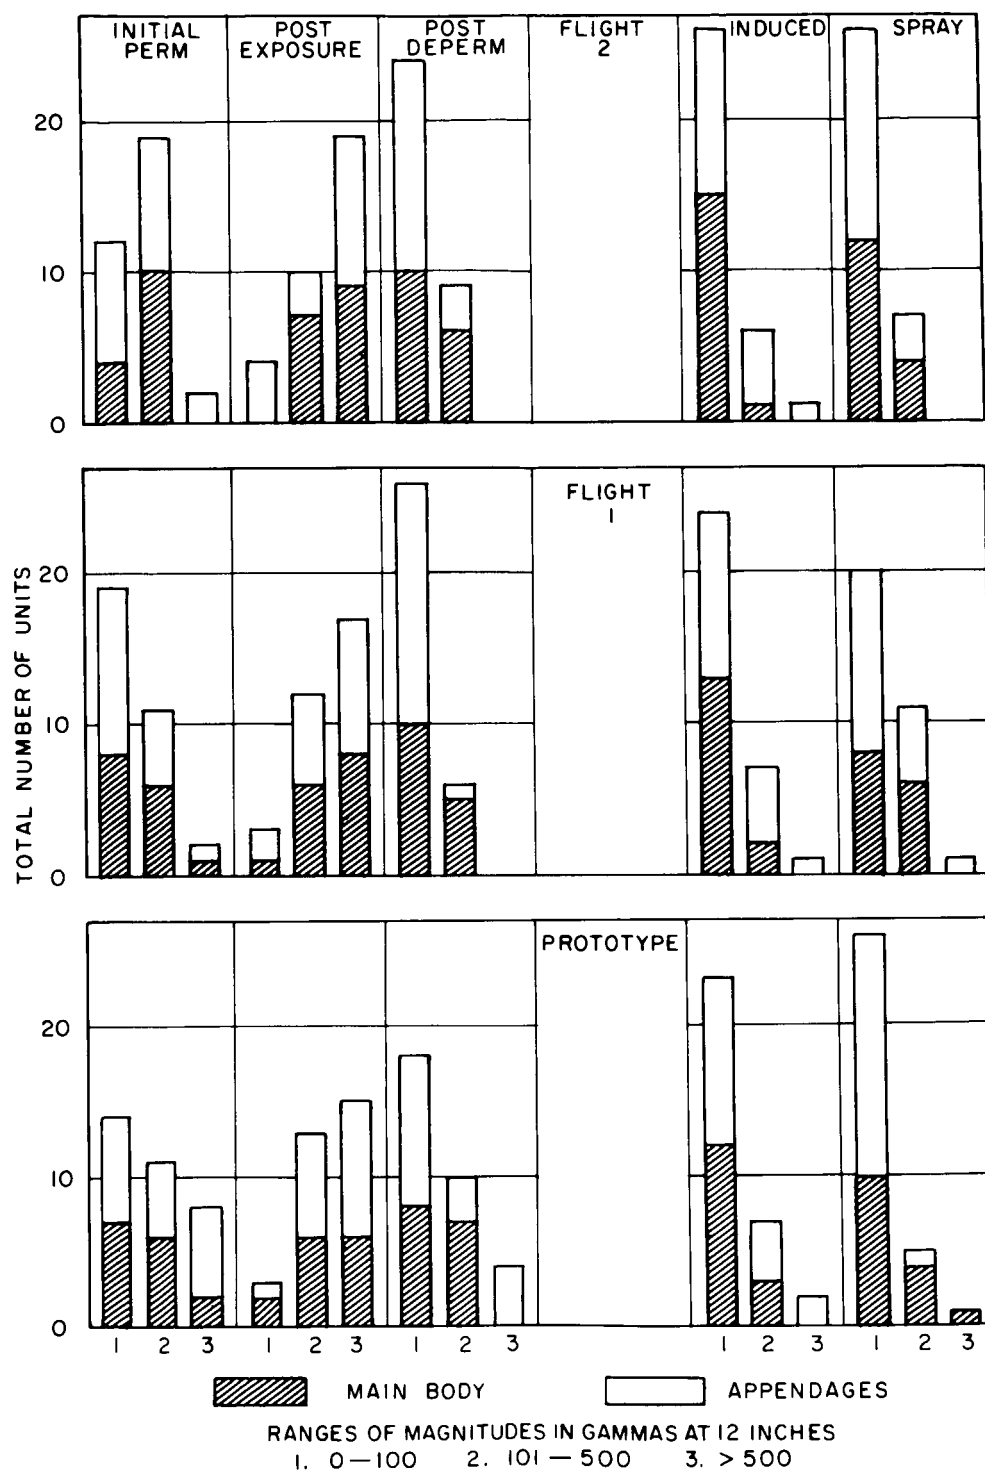 INITIAL PERM
POST EXPOSURE
POST DEPERM
FLIGHT 2
INDUCED
SPRAY
20
10
0
FLIGHT 1
TOTAL NUMBER OF UNITS
20
10
0
PROTOTYPE
20
10
0
1 2 3 1 2 3 1 2 3 1 2 3 1 2 3
MAIN BODY APPENDAGES
RANGES OF MAGNITUDES IN GAMMAS AT 12 INCHES
1. 0—100 2. 101—500 3. >500